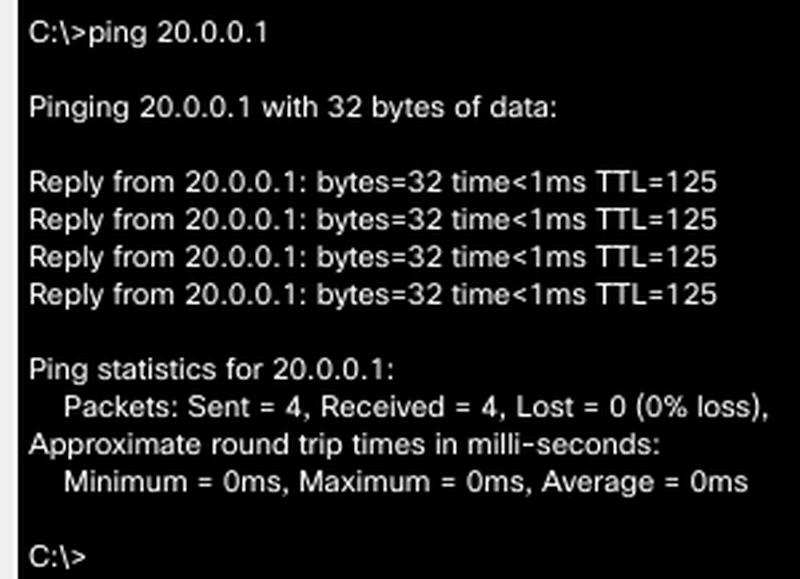 C:\>ping 20.0.0.1
Pinging 20.0.0.1 with 32 bytes of data:
Reply from 20.0.0.1: bytes=32 time<1ms TTL=125
Reply from 20.0.0.1: bytes=32 time<1ms TTL=125
Reply from 20.0.0.1: bytes=32 time<1ms TTL=125
Reply from 20.0.0.1: bytes=32 time<1ms TTL=125
Ping statistics for 20.0.0.1:
Packets: Sent = 4, Received = 4, Lost = 0 (0% loss),
Approximate round trip times in milli-seconds:
Minimum = 0ms, Maximum = 0ms, Average = 0ms
C:\>